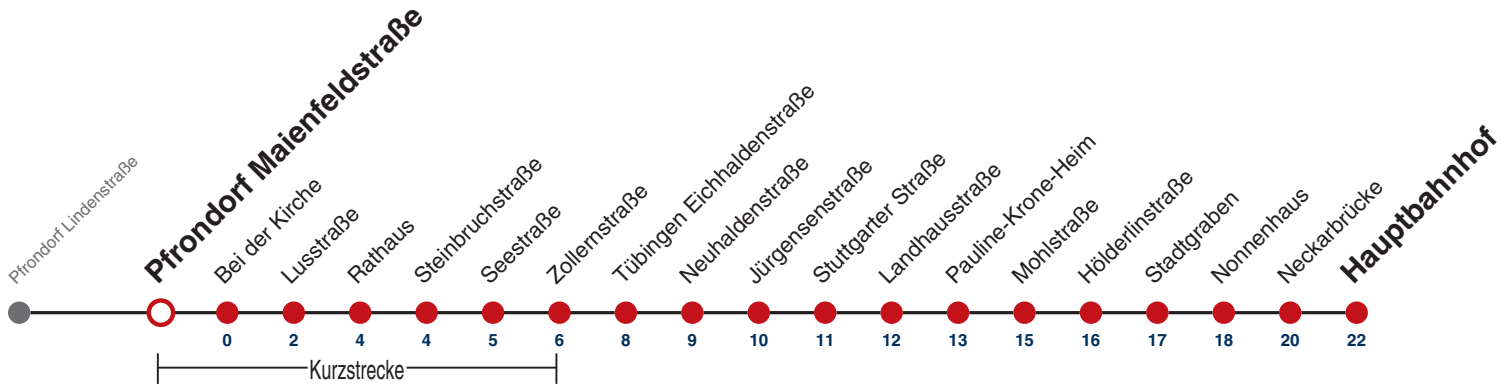 Pfrondorf Lindenstraße
Pfrondorf Maienfeldstraße
Bei der Kirche
Lusstraße
Rathaus
Steinbruchstraße
Seestraße
Zollernstraße
Tübingen Eichhaldenstraße
Neuhaldenstraße
Jürgensenstraße
Stuttgarter Straße
Landhausstraße
Pauline-Krone-Heim
Mohlstraße
Hölderlinstraße
Stadtgraben
Nonnenhaus
Neckarbrücke
Hauptbahnhof
0 2 4 4 5 6 8 9 10 11 12 13 15 16 17 18 20 22
Kurzstrecke